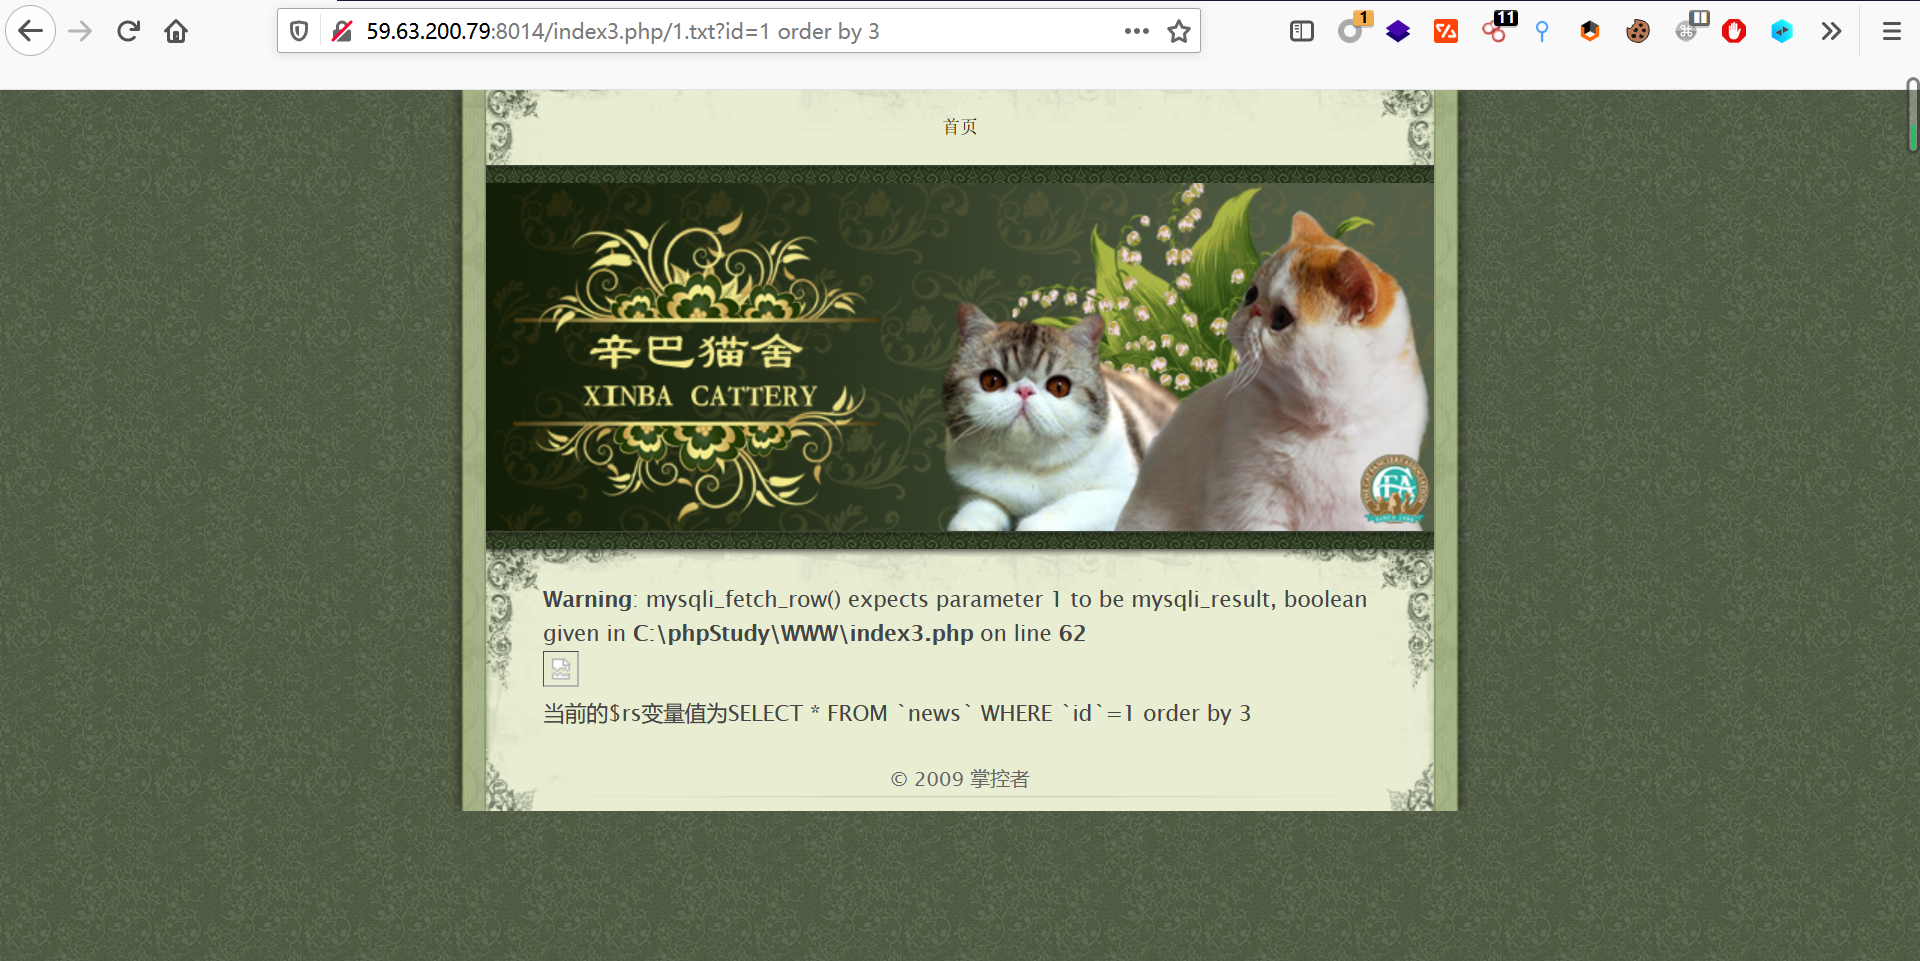 59.63.200.79:8014/index3.php/1.txt?id=1 order by 3
1
11
首页
辛巴猫舍
XINBA CATTERY
Warning: mysqli_fetch_row() expects parameter 1 to be mysqli_result, boolean
given in C:\phpStudy\WWW\index3.php on line 62
当前的$rs变量值为SELECT * FROM `news` WHERE `id`=1 order by 3
© 2009 掌控者